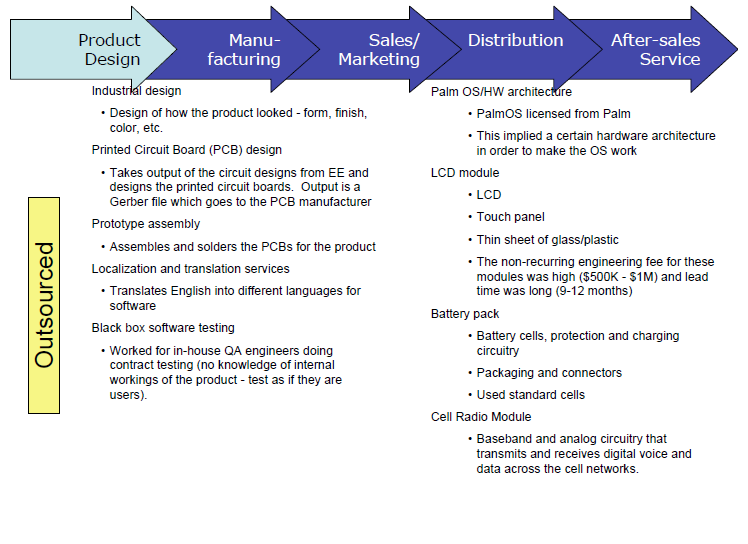 Product
Design
Manu-
facturing
Sales/
Marketing
Distribution
After-sales
Service
Outsourced
Industrial design
• Design of how the product looked - form, finish,
color, etc.
Printed Circuit Board (PCB) design
• Takes output of the circuit designs from EE and
designs the printed circuit boards.  Output is a
Gerber file which goes to the PCB manufacturer
Prototype assembly
• Assembles and solders the PCBs for the product
Localization and translation services
• Translates English into different languages for
software
Black box software testing
• Worked for in-house QA engineers doing
contract testing (no knowledge of internal
workings of the product - test as if they are
users).
Palm OS/HW architecture
• PalmOS licensed from Palm
• This implied a certain hardware architecture
in order to make the OS work
LCD module
• LCD
• Touch panel
• Thin sheet of glass/plastic
• The non-recurring engineering fee for these
modules was high ($500K - $1M) and lead
time was long (9-12 months)
Battery pack
• Battery cells, protection and charging
circuitry
• Packaging and connectors
• Used standard cells
Cell Radio Module
• Baseband and analog circuitry that
transmits and receives digital voice and
data across the cell networks.